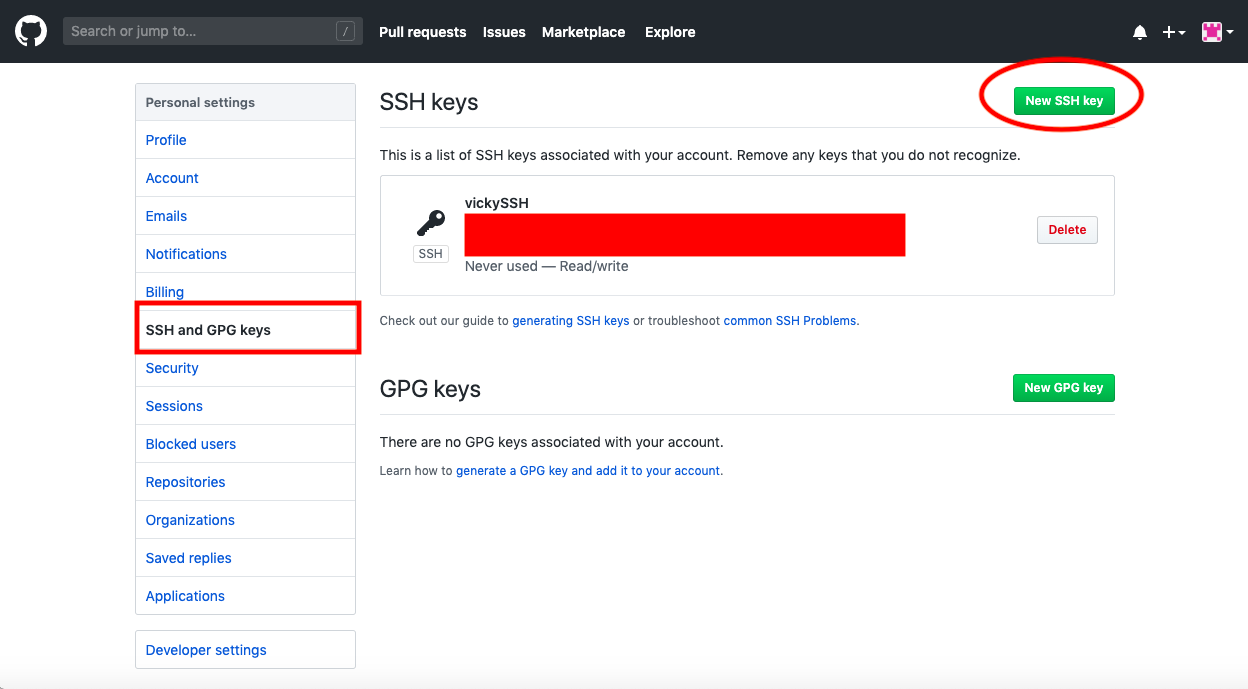 Search or jump to...
/
Pull requests
Issues
Marketplace
Explore
Personal settings
Profile
Account
Emails
Notifications
Billing
SSH and GPG keys
Security
Sessions
Blocked users
Repositories
Organizations
Saved replies
Applications
Developer settings
SSH keys
New SSH key
This is a list of SSH keys associated with your account. Remove any keys that you do not recognize.
vickySSH
SSH
Never used — Read/write
Delete
Check out our guide to generating SSH keys or troubleshoot common SSH Problems.
GPG keys
New GPG key
There are no GPG keys associated with your account.
Learn how to generate a GPG key and add it to your account.